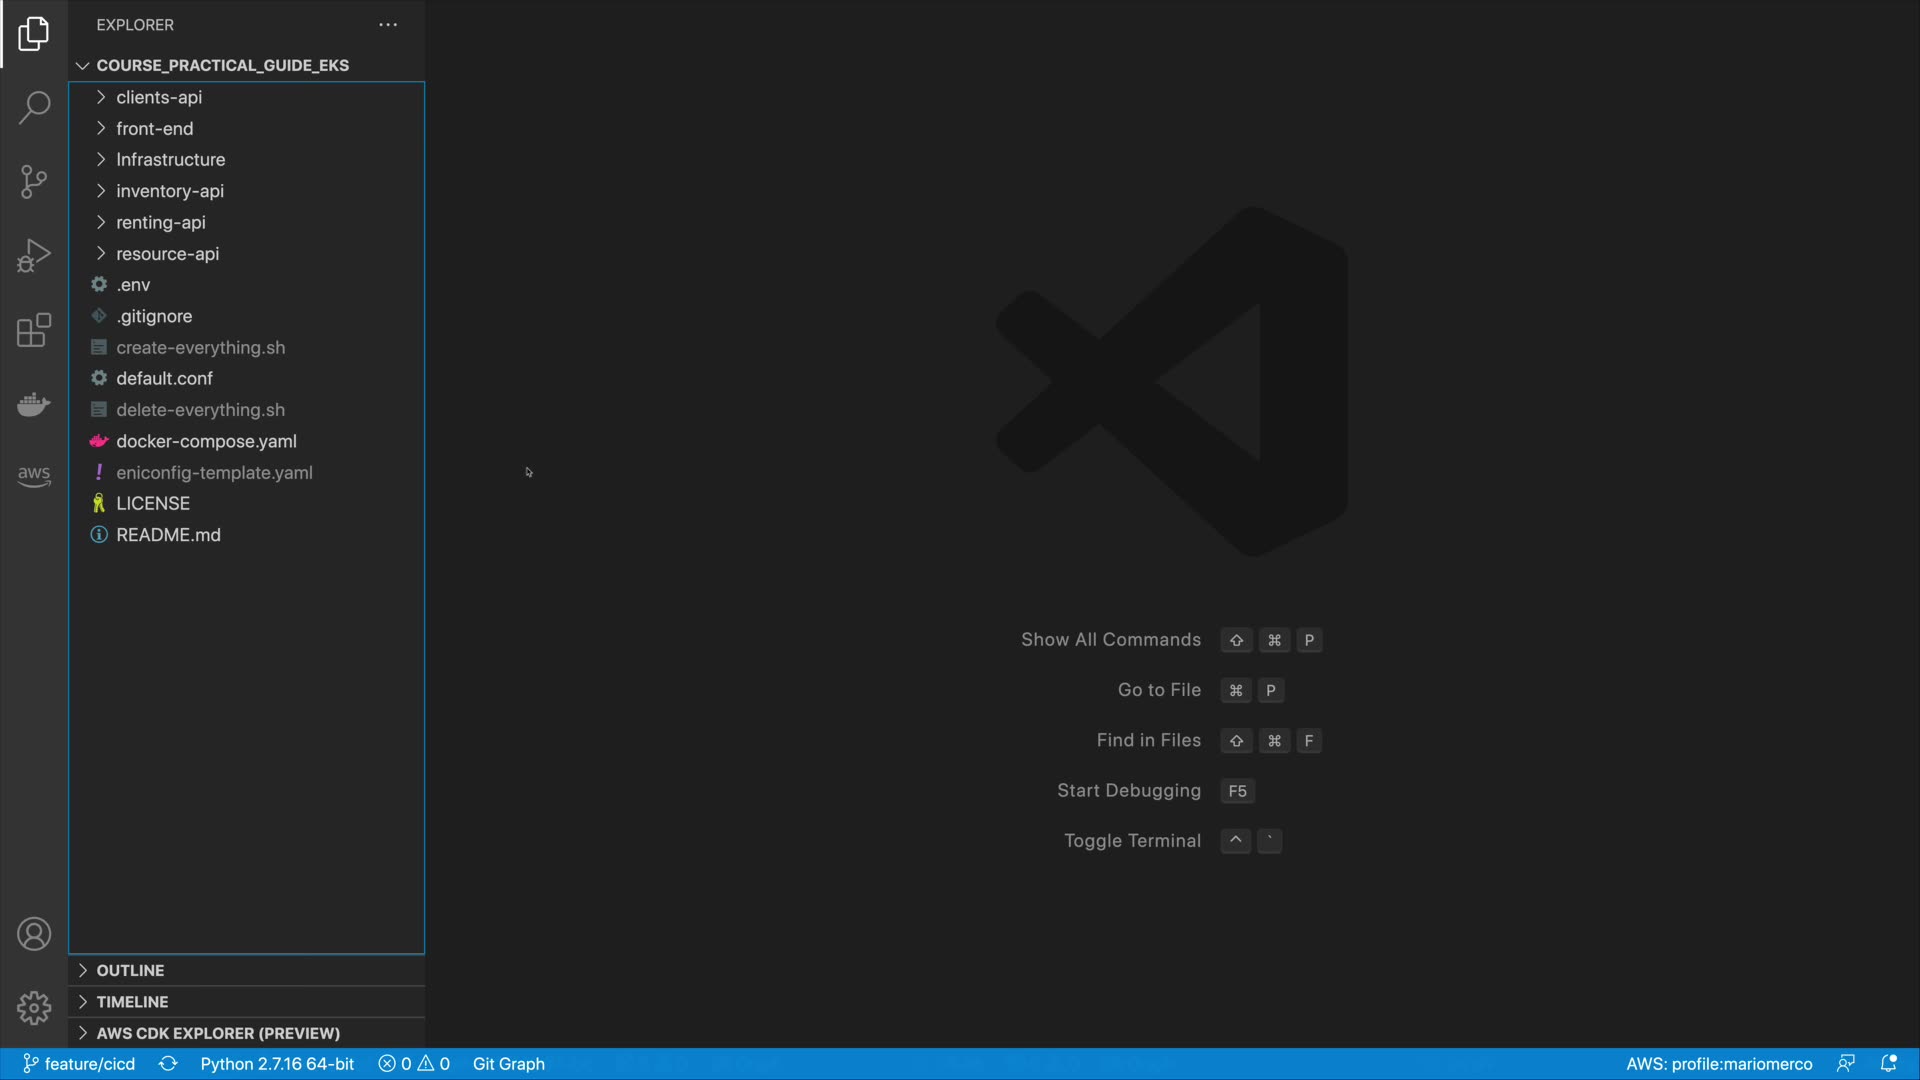 EXPLORER
COURSE_PRACTICAL_GUIDE_EKS
clients-api
front-end
Infrastructure
inventory-api
renting-api
resource-api
.env
.gitignore
create-everything.sh
default.conf
delete-everything.sh
docker-compose.yaml
eniconfig-template.yaml
LICENSE
README.md
aws
Show All Commands ⇧ ⌘ P
Go to File ⌘ P
Find in Files ⇧ ⌘ F
Start Debugging F5
Toggle Terminal ^ `
OUTLINE
TIMELINE
AWS CDK EXPLORER (PREVIEW)
feature/cicd Python 2.7.16 64-bit 0 0 Git Graph AWS: profile:mariomerco